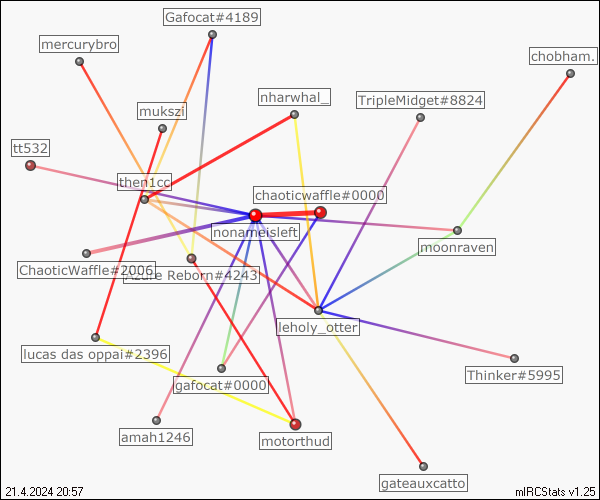 Gafocat#4189
mercurybro
chobham.
nharwhal_
TripleMidget#8824
mukszi
tt532
then1cc
chaoticwaffle#0000
nonameisleft
moonraven
ChaoticWaffle#2006
Azure Reborn#4243
leholy_otter
lucas das oppai#2396
gafocat#0000
Thinker#5995
amah1246
motorthud
gateauxcatto
21.4.2024 20:57
mIRCStats v1.25